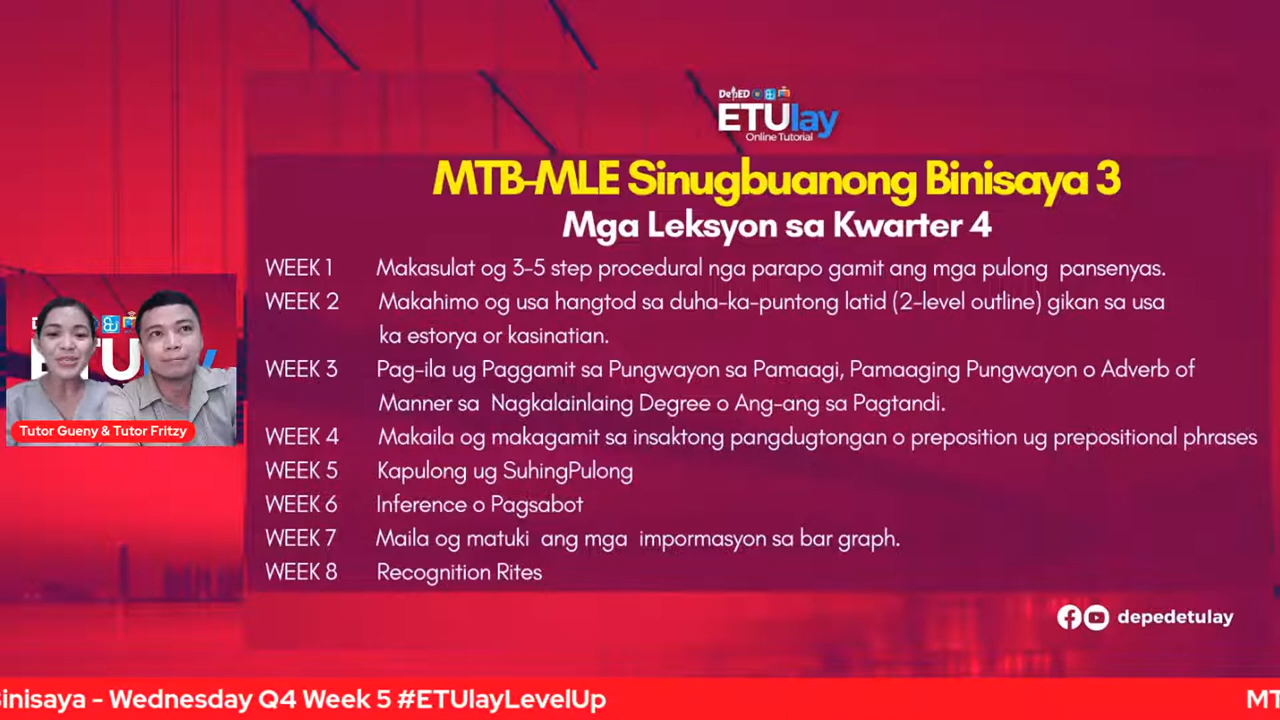 DepED
ETUlay
Online Tutorial
MTB-MLE Sinugbuanong Binisaya 3
Mga Leksyon sa Kwarter 4
WEEK 1 Makasulat og 3-5 step procedural nga parapo gamit ang mga pulong pansenyas.
WEEK 2 Makahimo og usa hangtod sa duha-ka-puntong latid (2-level outline) gikan sa usa
ka estorya or kasinatian.
WEEK 3 Pag-ila ug Paggamit sa Pungwayon sa Pamaagi, Pamaaging Pungwayon o Adverb of
Manner sa Nagkalainlaing Degree o Ang-ang sa Pagtandi.
WEEK 4 Makaila og makagamit sa insaktong pangdugtongan o preposition ug prepositional phrases
WEEK 5 Kapulong ug SuhingPulong
WEEK 6 Inference o Pagsabot
WEEK 7 Maila og matuki ang mga impormasyon sa bar graph.
WEEK 8 Recognition Rites
Tutor Gueny & Tutor Fritzy
depedetulay
inisaya - Wednesday Q4 Week 5 #ETUlayLevelUp MT